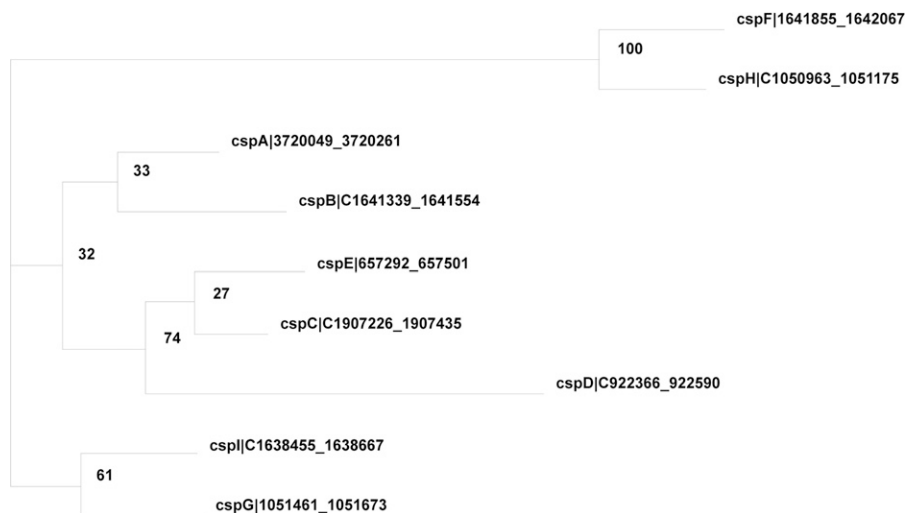 cspF|1641855_1642067
100
cspH|C1050963_1051175
cspA|3720049_3720261
33
cspB|C1641339_1641554
32
cspE|657292_657501
27
cspC|C1907226_1907435
74
cspD|C922366_922590
cspI|C1638455_1638667
61
cspG|1051461_1051673